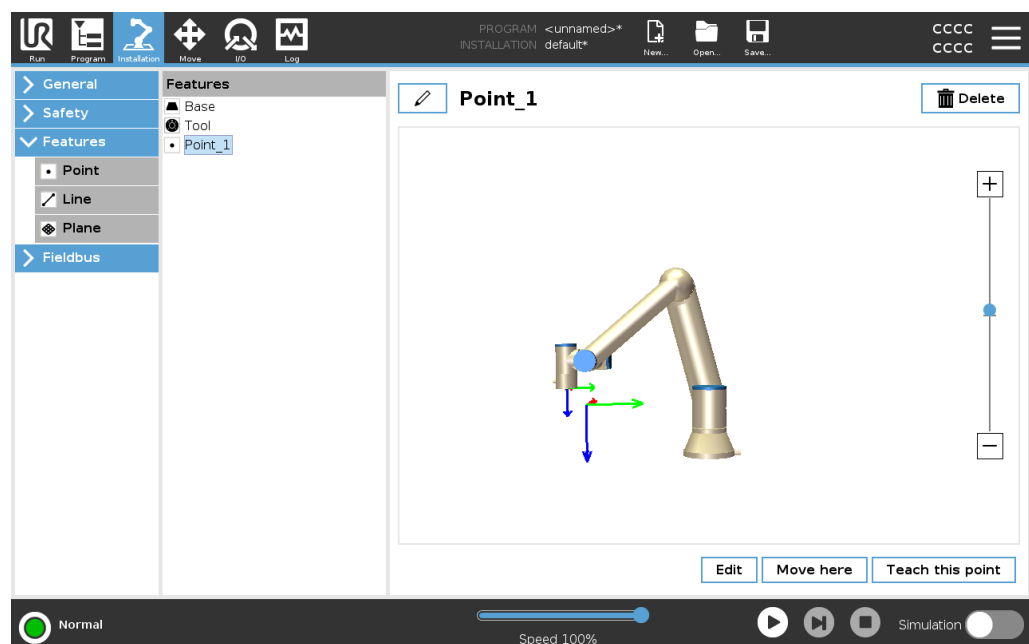 UR
PROGRAM <unnamed>*
INSTALLATION default*
cccc
cccc
Run Program Installation Move I/O Log New... Open... Save...
General
Safety
Features
Point
Line
Plane
Fieldbus
Features
Base
Tool
Point_1
Point_1
Delete
+
−
Edit Move here Teach this point
Normal
Speed 100%
Simulation